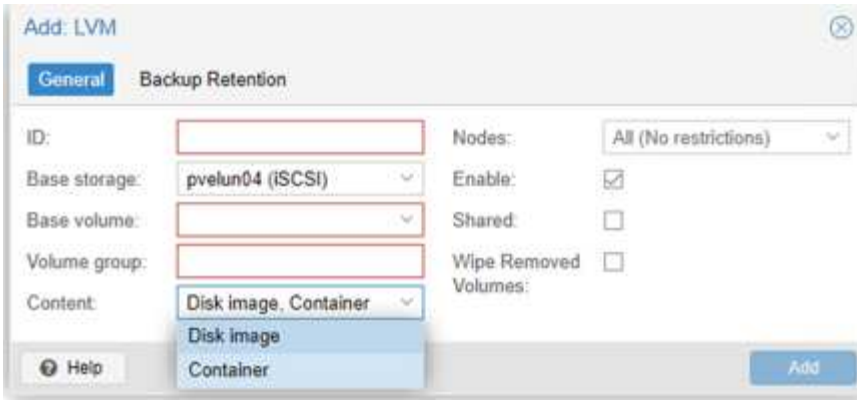 Add: LVM
General Backup Retention
ID: Nodes: All (No restrictions)
Base storage: pvelun04 (iSCSI) Enable:
Base volume: Shared:
Volume group: Wipe Removed
Volumes:
Content: Disk image, Container
Disk image
Container
Help Add